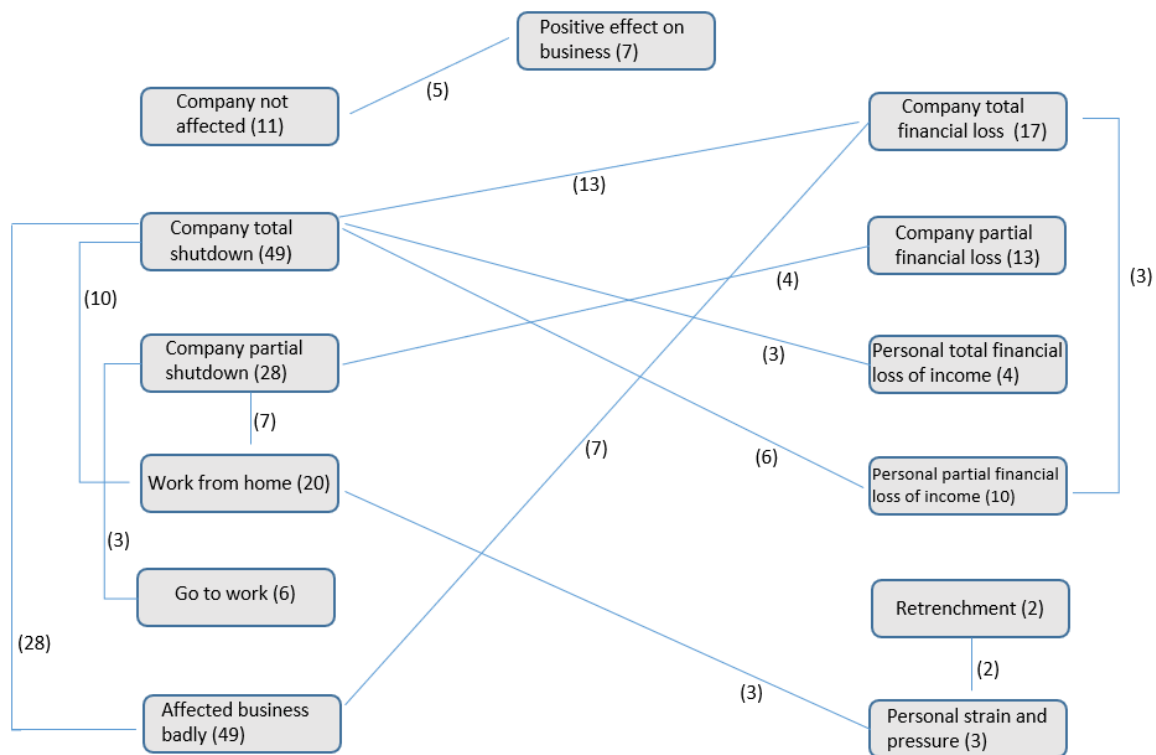 Positive effect on
business (7)
(5)
Company not
affected (11)
Company total
financial loss (17)
(13)
Company total
shutdown (49)
Company partial
financial loss (13)
(10)
(4)
(3)
Company partial
shutdown (28)
(3)
Personal total financial
loss of income (4)
(7)
(7)
(6)
Work from home (20)
Personal partial financial
loss of income (10)
(3)
Go to work (6)
Retrenchment (2)
(28)
(2)
(3)
Affected business
badly (49)
Personal strain and
pressure (3)